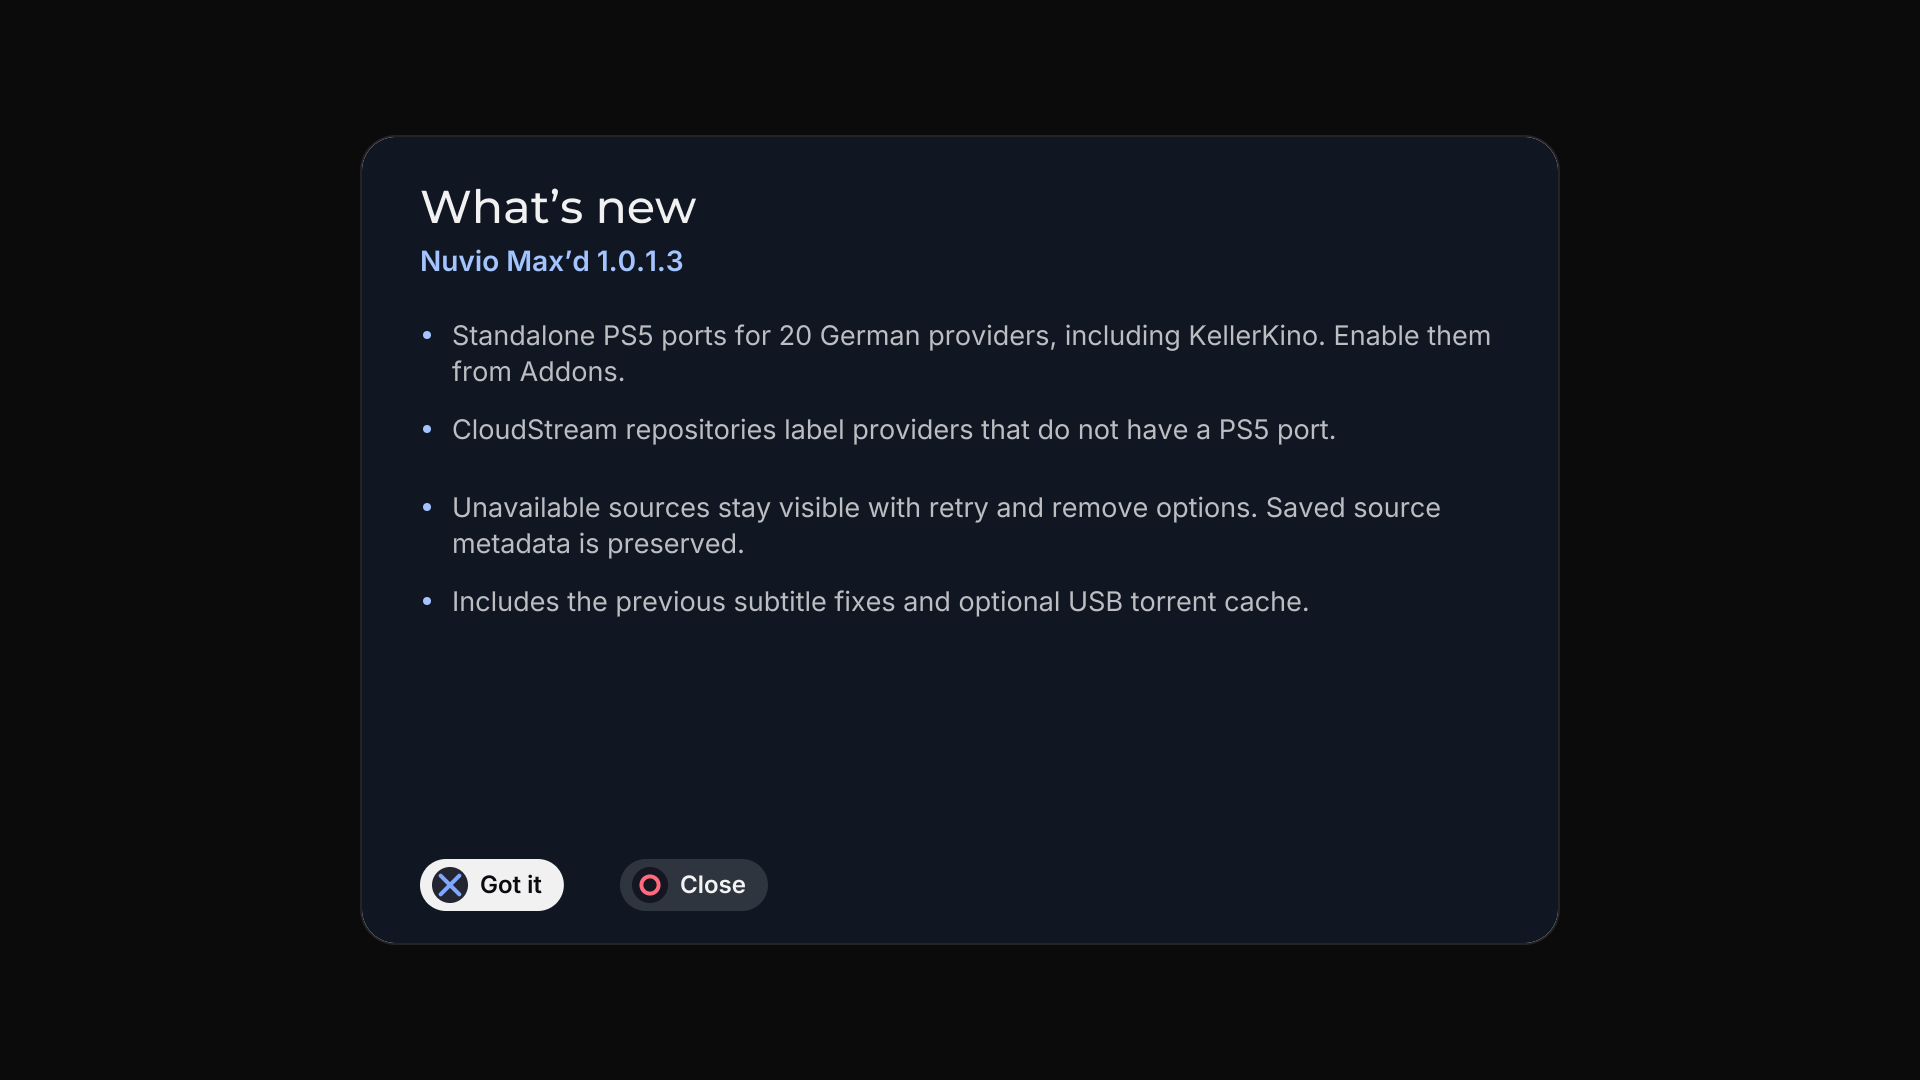 What’s new
Nuvio Max’d 1.0.1.3
• Standalone PS5 ports for 20 German providers, including KellerKino. Enable them
from Addons.
• CloudStream repositories label providers that do not have a PS5 port.
• Unavailable sources stay visible with retry and remove options. Saved source
metadata is preserved.
• Includes the previous subtitle fixes and optional USB torrent cache.
Got it
Close